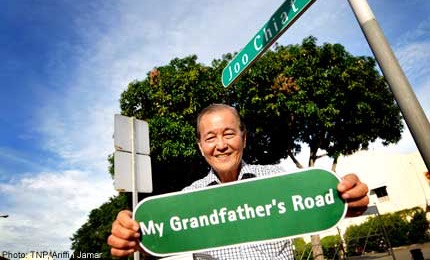 Joo Chiat
My Grandfather's Road
Photo: TNP/Ariffin Jamar